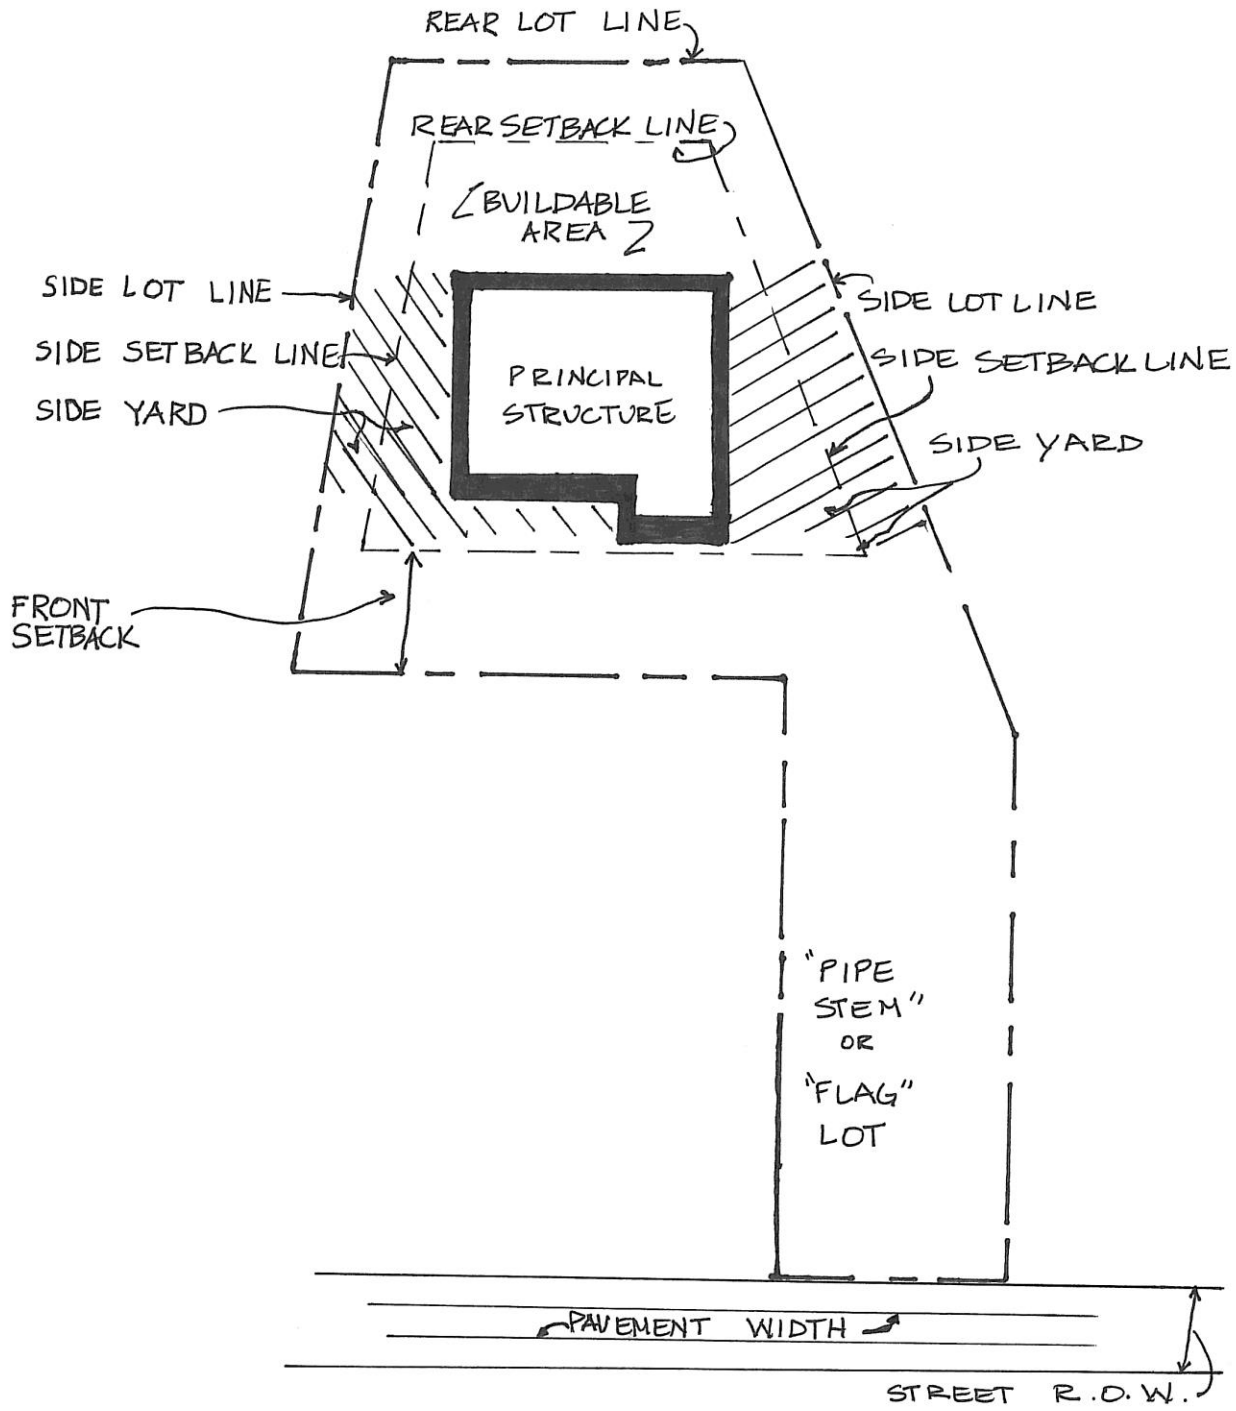 REAR LOT LINE
REAR SETBACK LINE
BUILDABLE
AREA
SIDE LOT LINE
SIDE LOT LINE
SIDE SETBACK LINE
SIDE SETBACK LINE
PRINCIPAL
STRUCTURE
SIDE YARD
SIDE YARD
FRONT
SETBACK
"PIPE
STEM"
OR
"FLAG"
LOT
PAVEMENT WIDTH
STREET R.O.W.